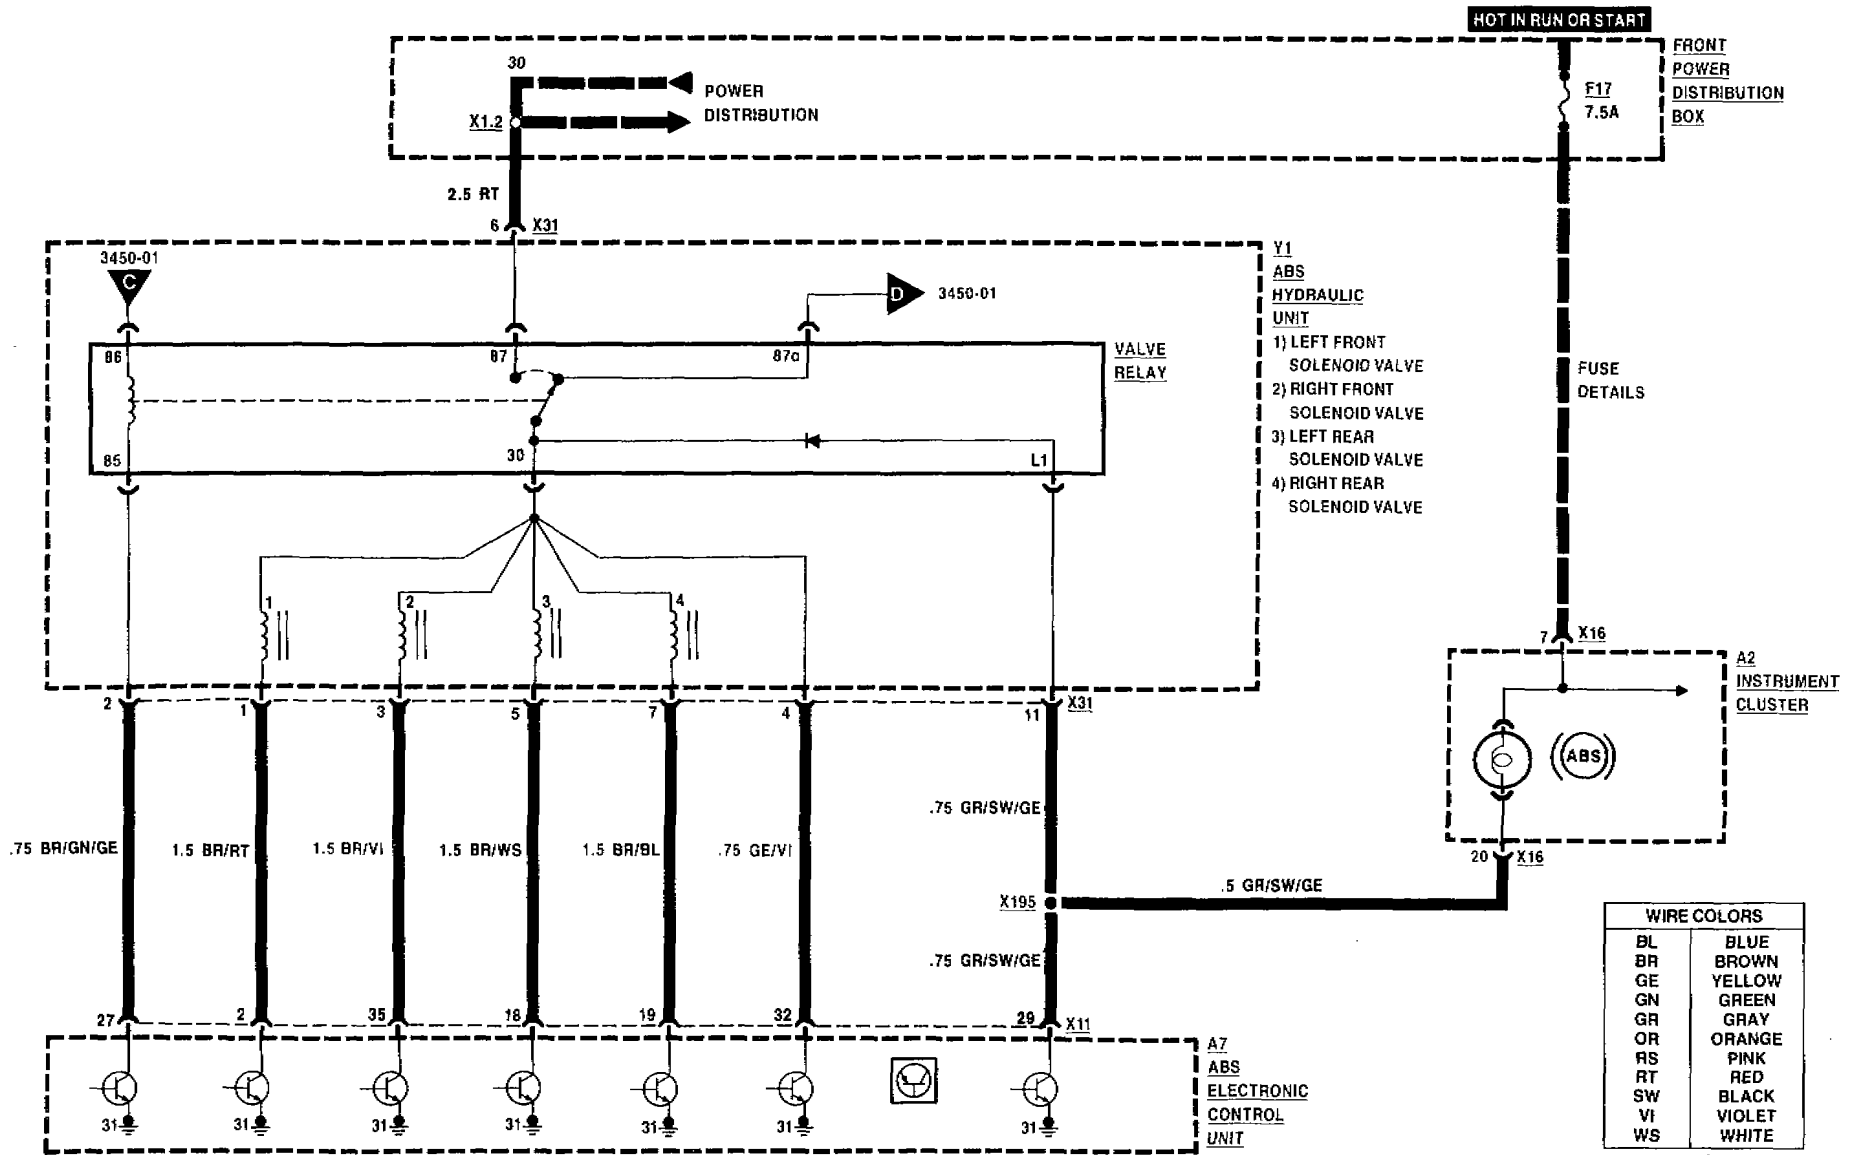 HOT IN RUN OR START
FRONT
POWER
DISTRIBUTION
BOX
30
POWER
DISTRIBUTION
X1.2
F17
7.5A
2.5 RT
6
X31
3450-01
C
D
3450-01
Y1
ABS
HYDRAULIC
UNIT
1) LEFT FRONT
SOLENOID VALVE
2) RIGHT FRONT
SOLENOID VALVE
3) LEFT REAR
SOLENOID VALVE
4) RIGHT REAR
SOLENOID VALVE
86
87
87a
VALVE
RELAY
85
30
L1
FUSE
DETAILS
1
2
3
4
7
X16
A2
INSTRUMENT
CLUSTER
ABS
2
1
3
5
7
4
11
X31
.75 BR/GN/GE
1.5 BR/RT
1.5 BR/VI
1.5 BR/WS
1.5 BR/BL
.75 GE/VI
.75 GR/SW/GE
20
X16
X195
.5 GR/SW/GE
.75 GR/SW/GE
27
2
35
18
19
32
29
X11
A7
ABS
ELECTRONIC
CONTROL
UNIT
31
31
31
31
31
31
31
WIRE COLORS
BL BLUE
BR BROWN
GE YELLOW
GN GREEN
GR GRAY
OR ORANGE
RS PINK
RT RED
SW BLACK
VI VIOLET
WS WHITE